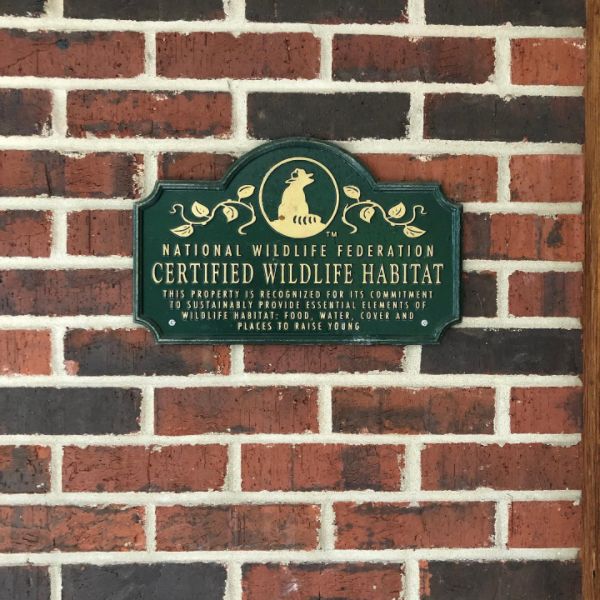 TM
NATIONAL WILDLIFE FEDERATION
CERTIFIED WILDLIFE HABITAT
THIS PROPERTY IS RECOGNIZED FOR ITS COMMITMENT
TO SUSTAINABLY PROVIDE ESSENTIAL ELEMENTS OF
WILDLIFE HABITAT: FOOD, WATER, COVER AND
PLACES TO RAISE YOUNG